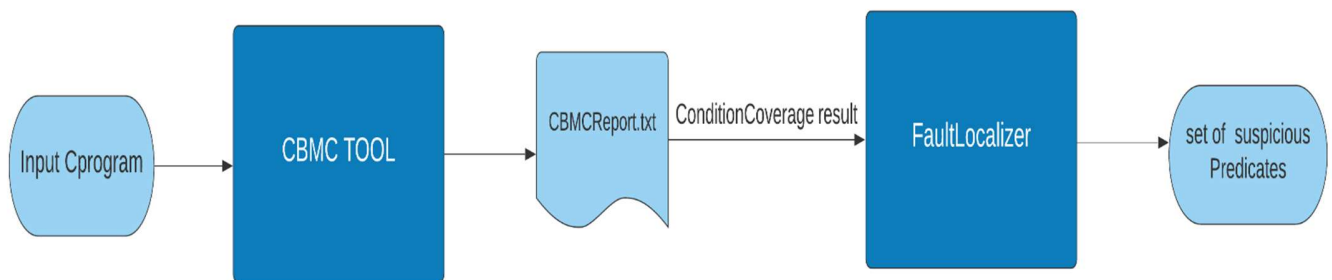 Input Cprogram
CBMC TOOL
CBMCReport.txt
ConditionCoverage result
FaultLocalizer
set of suspicious
Predicates